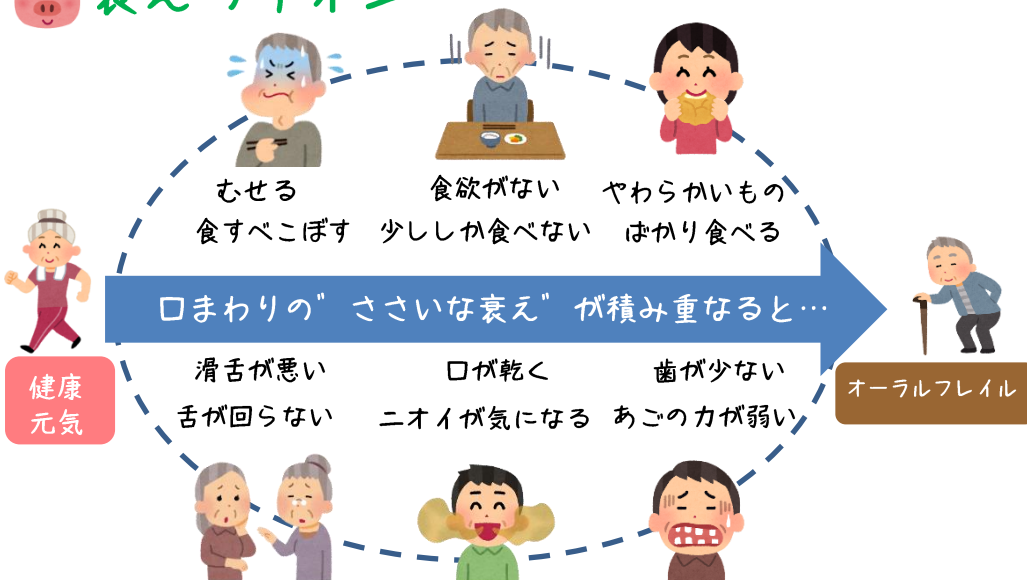 むせる
食すべこぼす
食欲がない
少ししか食べない
やわらかいもの
ばかり食べる
口まわりの゛ささいな衰え゛が積み重なると…
健康
元気
オーラルフレイル
滑舌が悪い
舌が回らない
口が乾く
ニオイが気になる
歯が少ない
あごの力が弱い